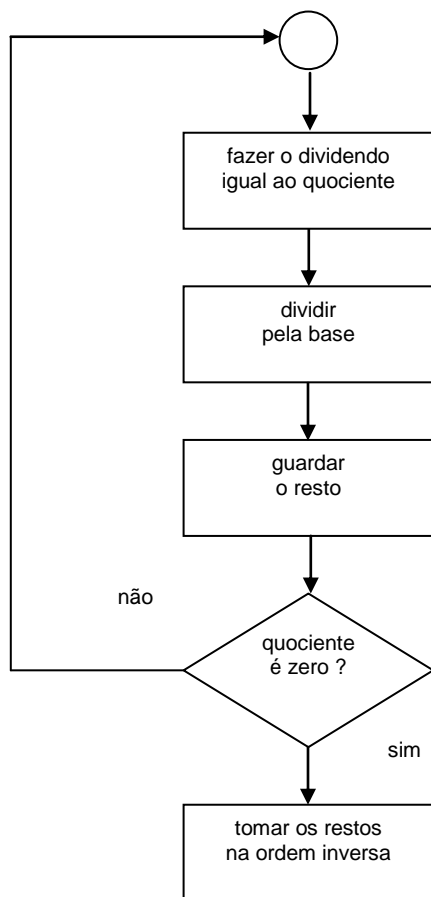 fazer o dividendo
igual ao quociente
dividir
pela base
guardar
o resto
não
quociente
é zero ?
sim
tomar os restos
na ordem inversa